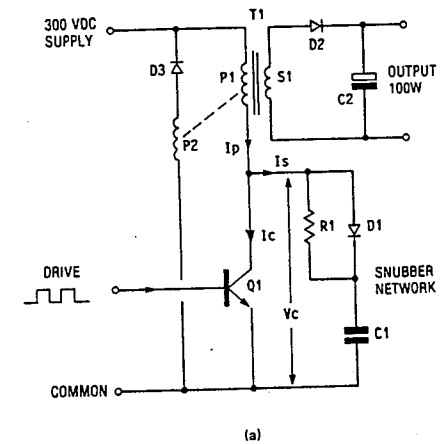 T1
300 VDC
SUPPLY
D3
P1
S1
D2
C2
OUTPUT
100W
P2
Ip
Is
Ic
R1
D1
SNUBBER
NETWORK
DRIVE
Q1
Vc
C1
COMMON
(a)